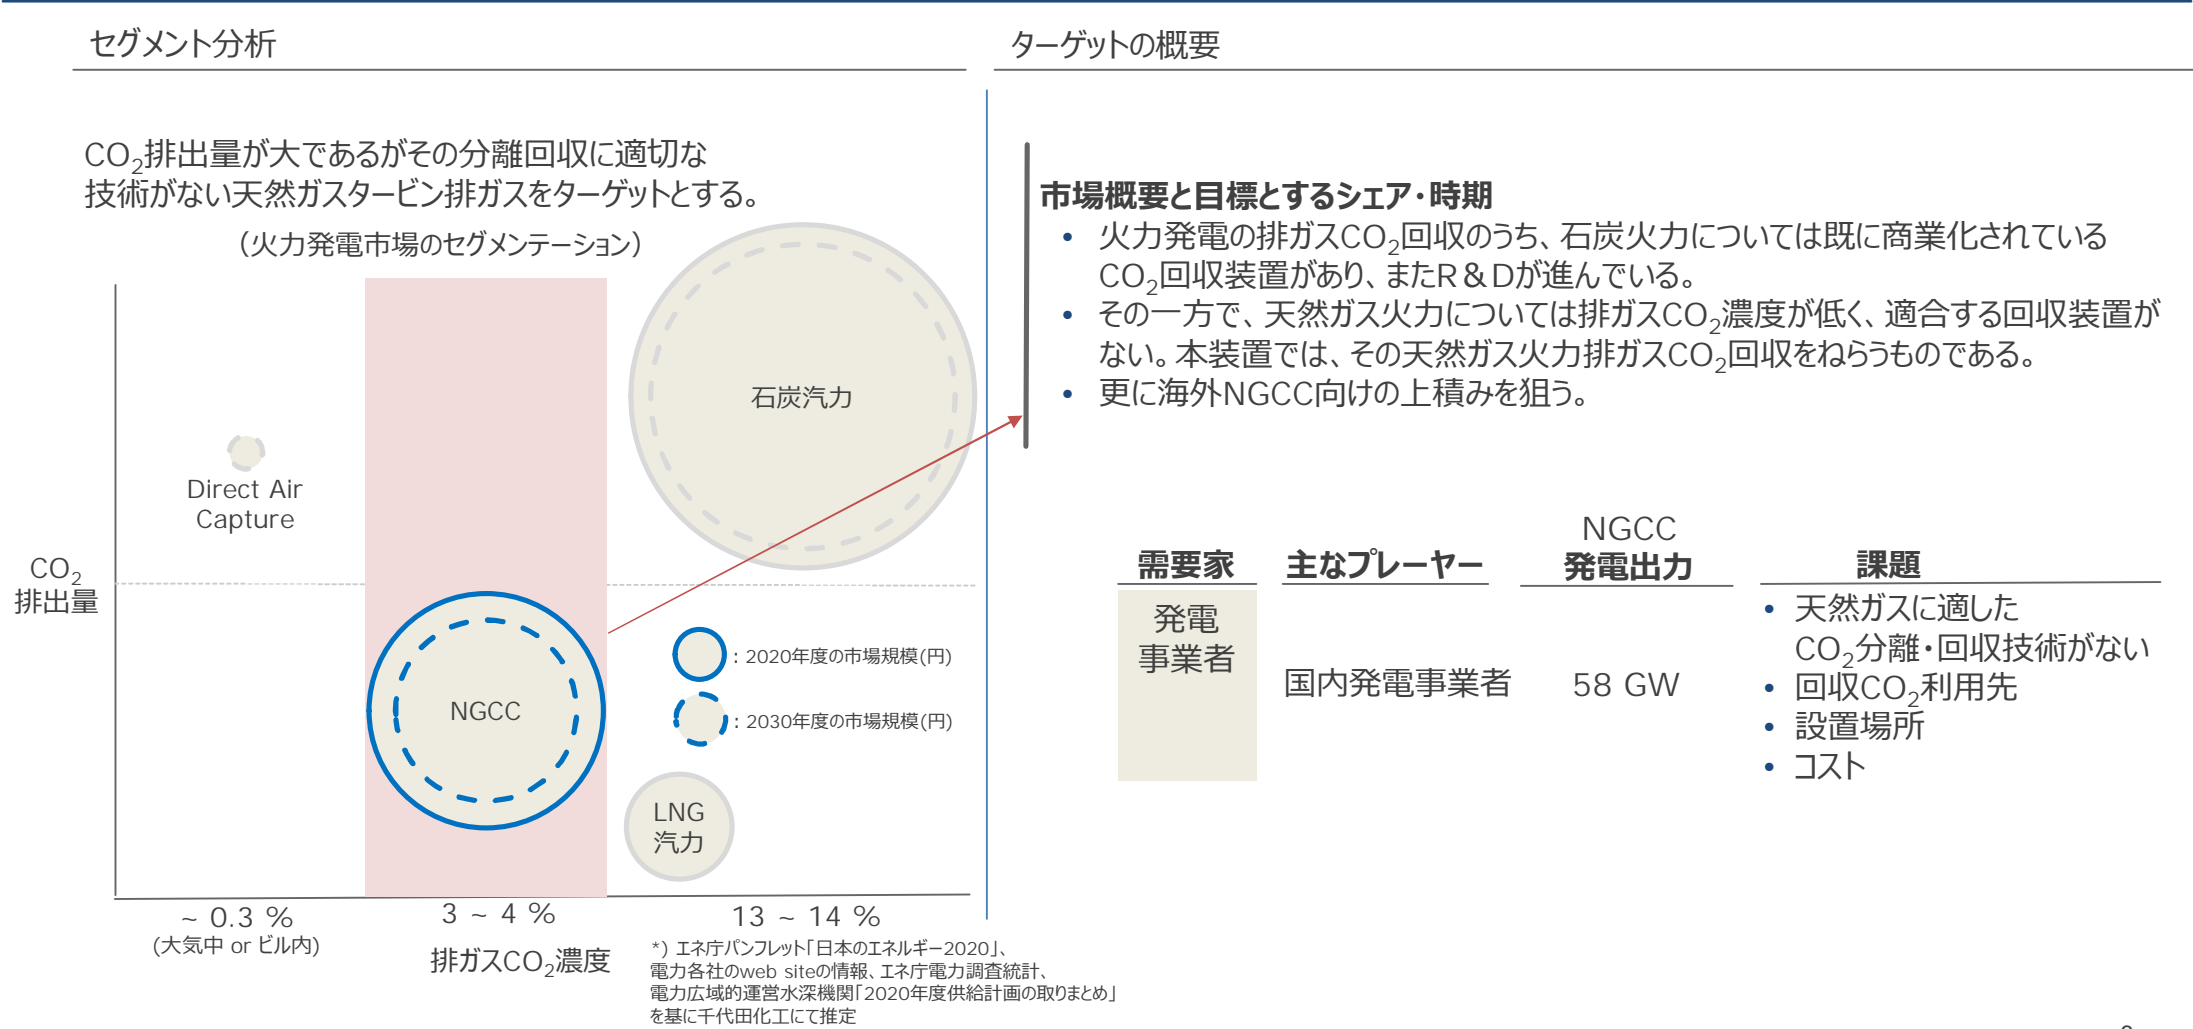 セグメント分析
CO2排出量が大であるがその分離回収に適切な
技術がない天然ガスタービン排ガスをターゲットとする。
（火力発電市場のセグメンテーション）
石炭汽力
Direct Air
Capture
CO2
排出量
NGCC
：2020年度の市場規模(円)
：2030年度の市場規模(円)
LNG
汽力
~ 0.3 %
(大気中 or ビル内)
3 ~ 4 %
13 ~ 14 %
排ガスCO2濃度
*）エネ庁パンフレット「日本のエネルギー2020」、
電力各社のweb siteの情報、エネ庁電力調査統計、
電力広域的運営水深機関「2020年度供給計画の取りまとめ」
を基に千代田化工にて推定
ターゲットの概要
市場概要と目標とするシェア・時期
• 火力発電の排ガスCO2回収のうち、石炭火力については既に商業化されている
CO2回収装置があり、またR＆Dが進んでいる。
• その一方で、天然ガス火力については排ガスCO2濃度が低く、適合する回収装置が
ない。本装置では、その天然ガス火力排ガスCO2回収をねらうものである。
• 更に海外NGCC向けの上積みを狙う。
需要家
主なプレーヤー
NGCC
発電出力
課題
発電
事業者
国内発電事業者
58 GW
• 天然ガスに適した
CO2分離・回収技術がない
• 回収CO2利用先
• 設置場所
• コスト